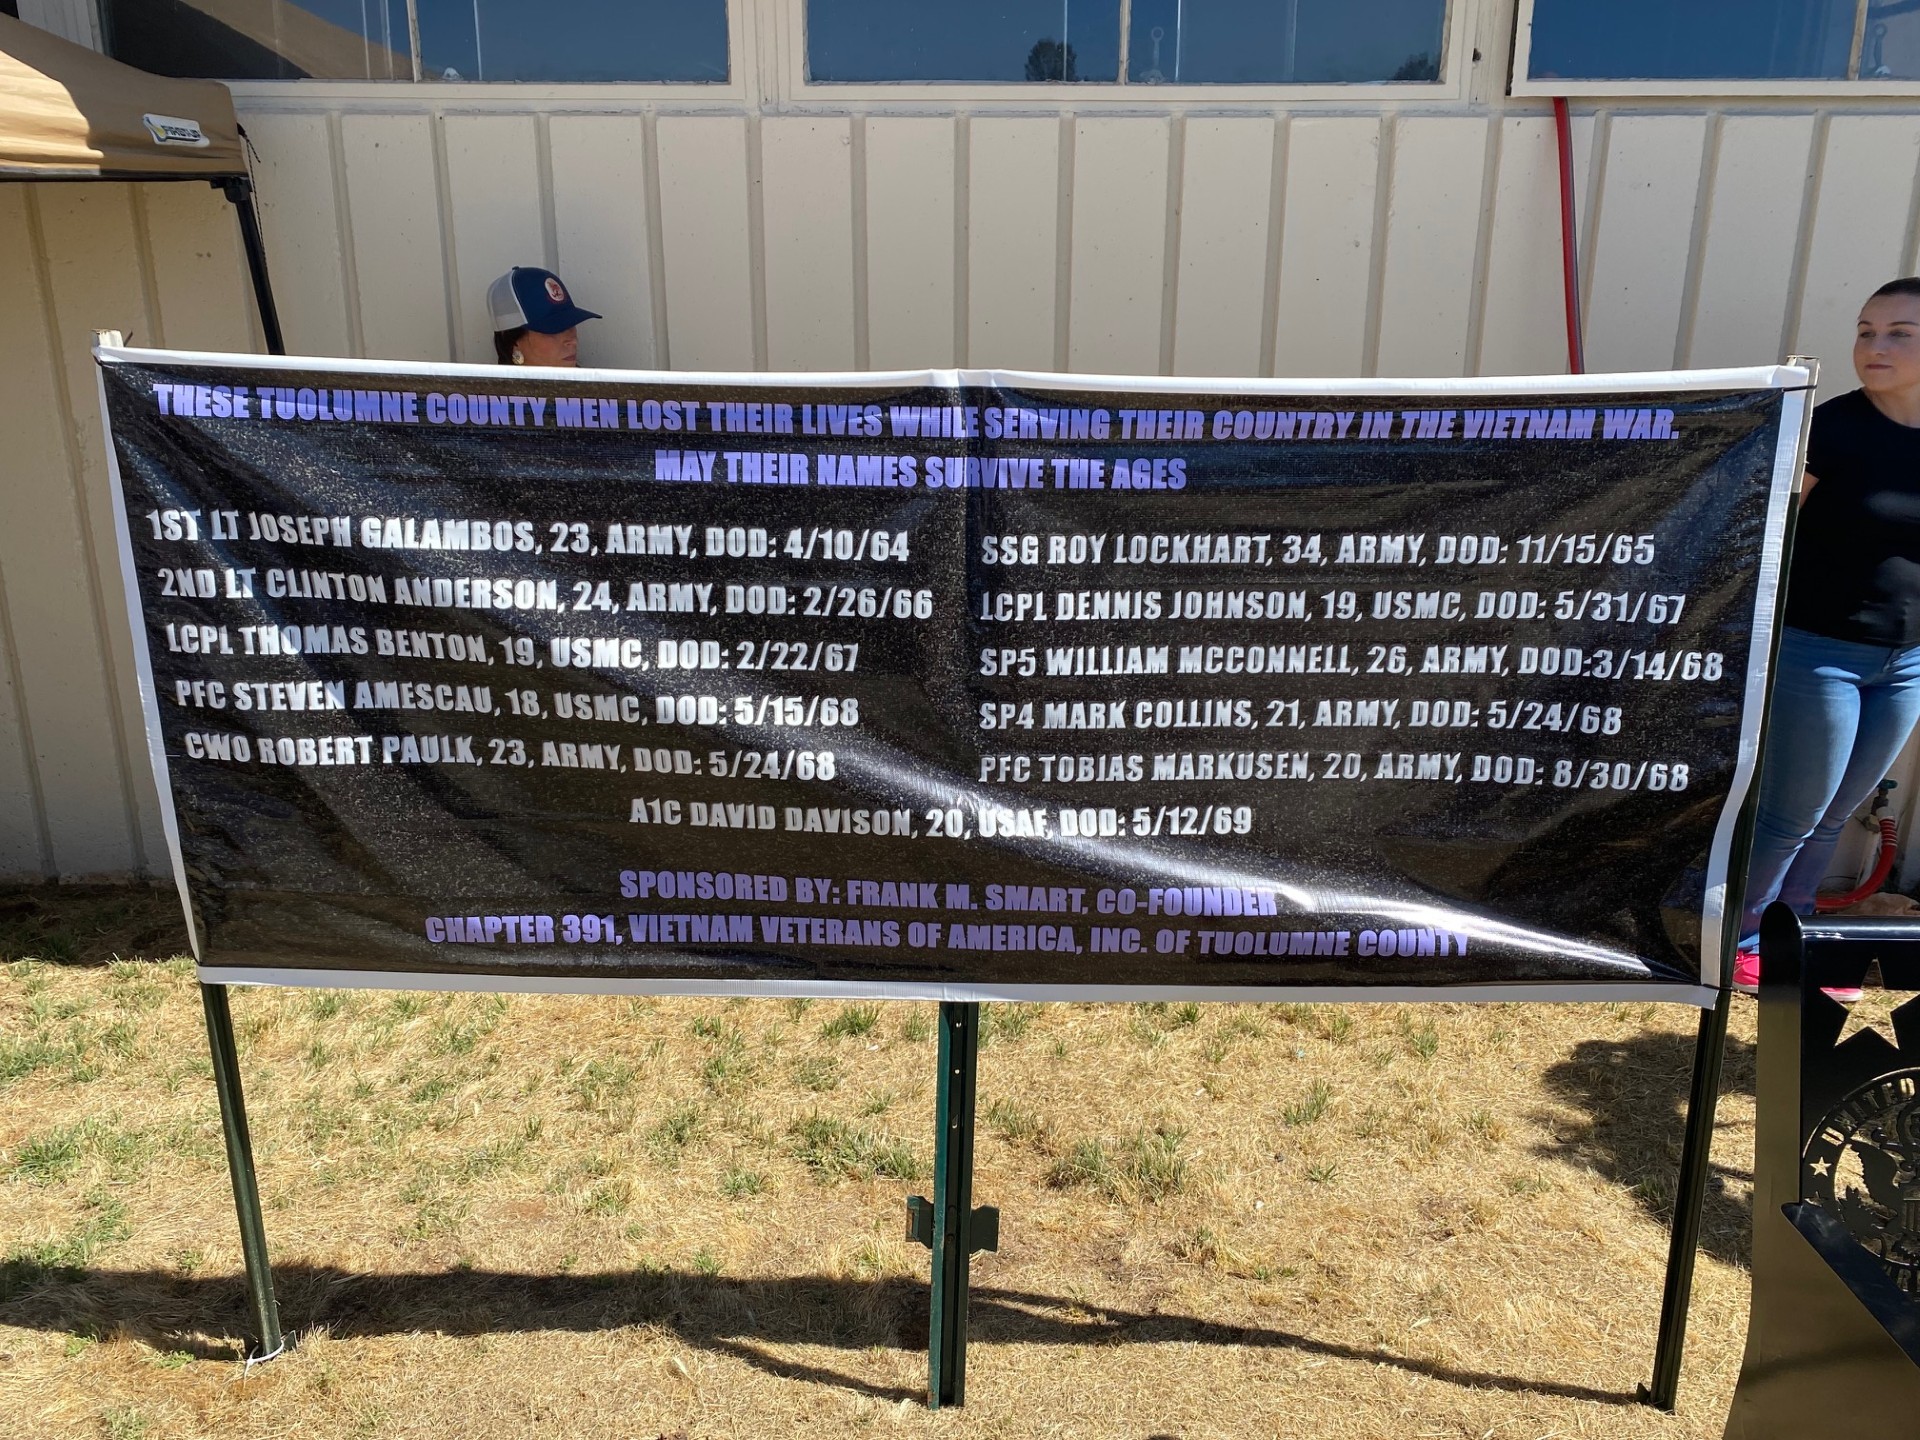 FIRST-UP
THESE TUOLUMNE COUNTY MEN LOST THEIR LIVES WHILE SERVING THEIR COUNTRY IN THE VIETNAM WAR.
MAY THEIR NAMES SURVIVE THE AGES
1ST LT JOSEPH GALAMBOS, 23, ARMY, DOD: 4/10/64
2ND LT CLINTON ANDERSON, 24, ARMY, DOD: 2/26/66
LCPL THOMAS BENTON, 19, USMC, DOD: 2/22/67
PFC STEVEN AMESCAU, 18, USMC, DOD: 5/15/68
CWO ROBERT PAULK, 23, ARMY, DOD: 5/24/68
SSG ROY LOCKHART, 34, ARMY, DOD: 11/15/65
LCPL DENNIS JOHNSON, 19, USMC, DOD: 5/31/67
SP5 WILLIAM MCCONNELL, 26, ARMY, DOD:3/14/68
SP4 MARK COLLINS, 21, ARMY, DOD: 5/24/68
PFC TOBIAS MARKUSEN, 20, ARMY, DOD: 8/30/68
A1C DAVID DAVISON, 20, USAF, DOD: 5/12/69
SPONSORED BY: FRANK M. SMART, CO-FOUNDER
CHAPTER 391, VIETNAM VETERANS OF AMERICA, INC. OF TUOLUMNE COUNTY
UNITED